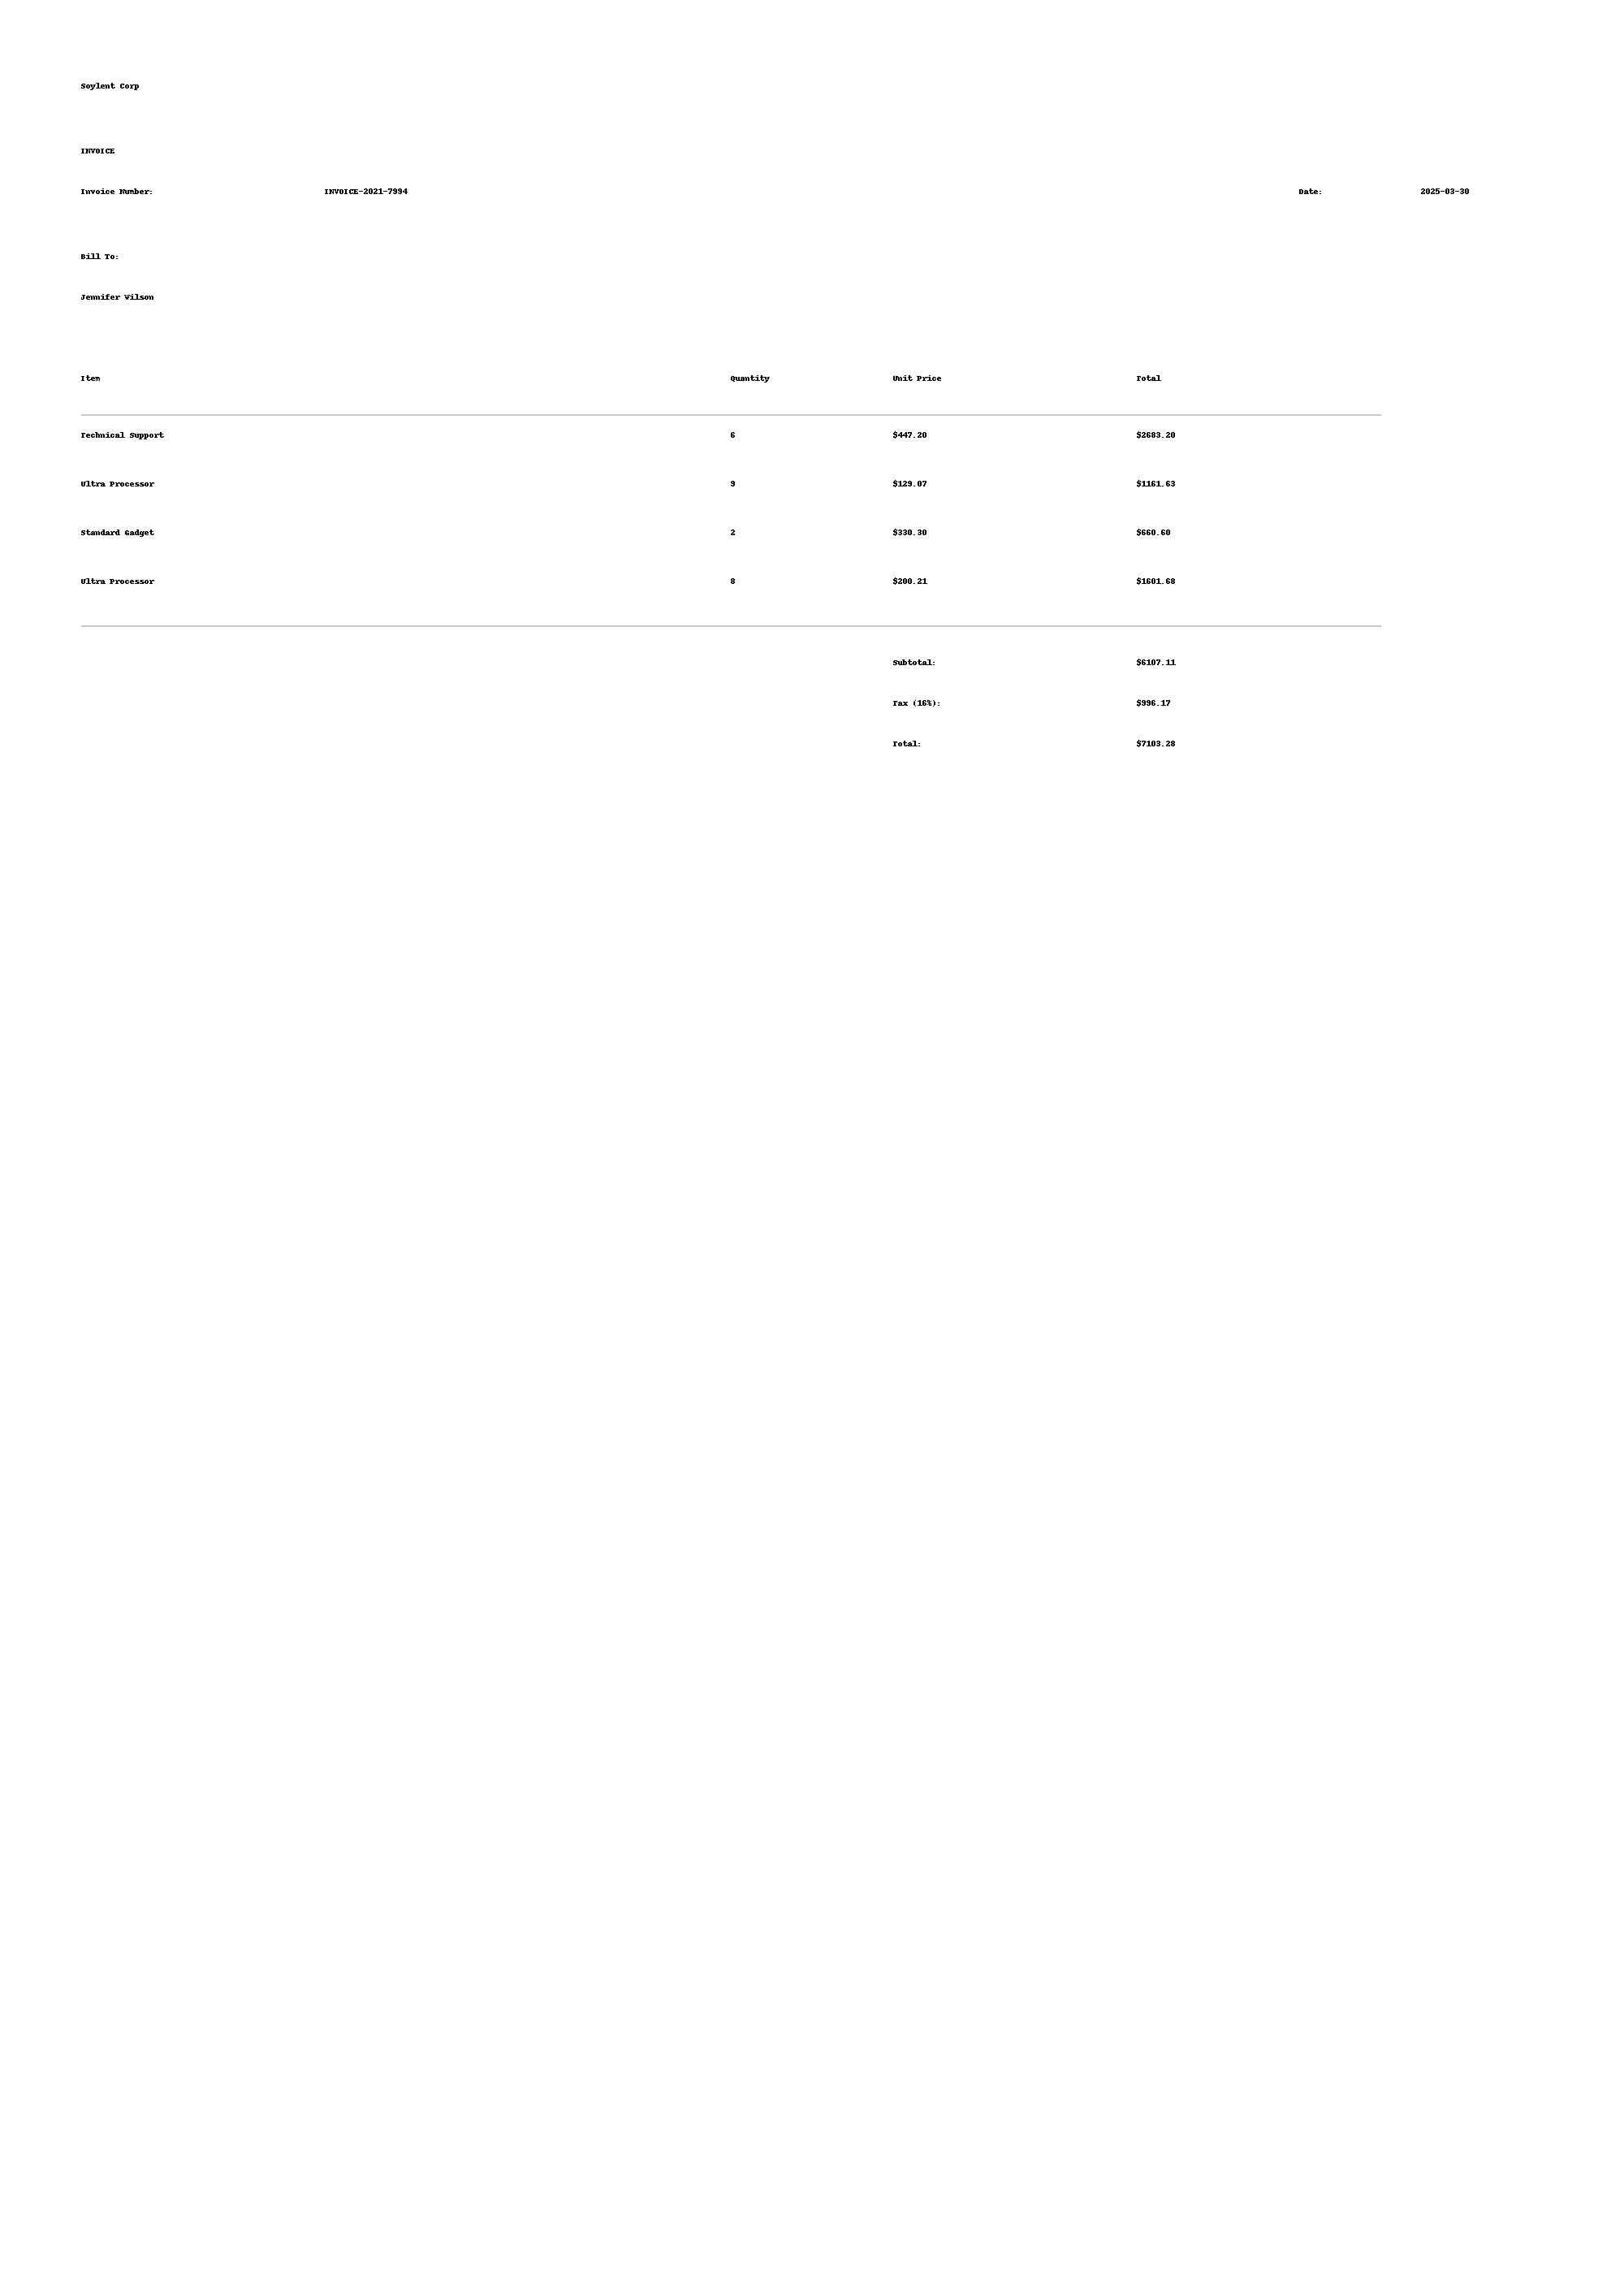 Soylent Corp
INVOICE
Invoice Number: INVOICE-2021-7994 Date: 2025-03-30
Bill To:
Jennifer Wilson
Item Quantity Unit Price Total
Technical Support 6 $447.20 $2683.20
Ultra Processor 9 $129.07 $1161.63
Standard Gadget 2 $330.30 $660.60
Ultra Processor 8 $200.21 $1601.68
Subtotal: $6107.11
Tax (16%): $996.17
Total: $7103.28